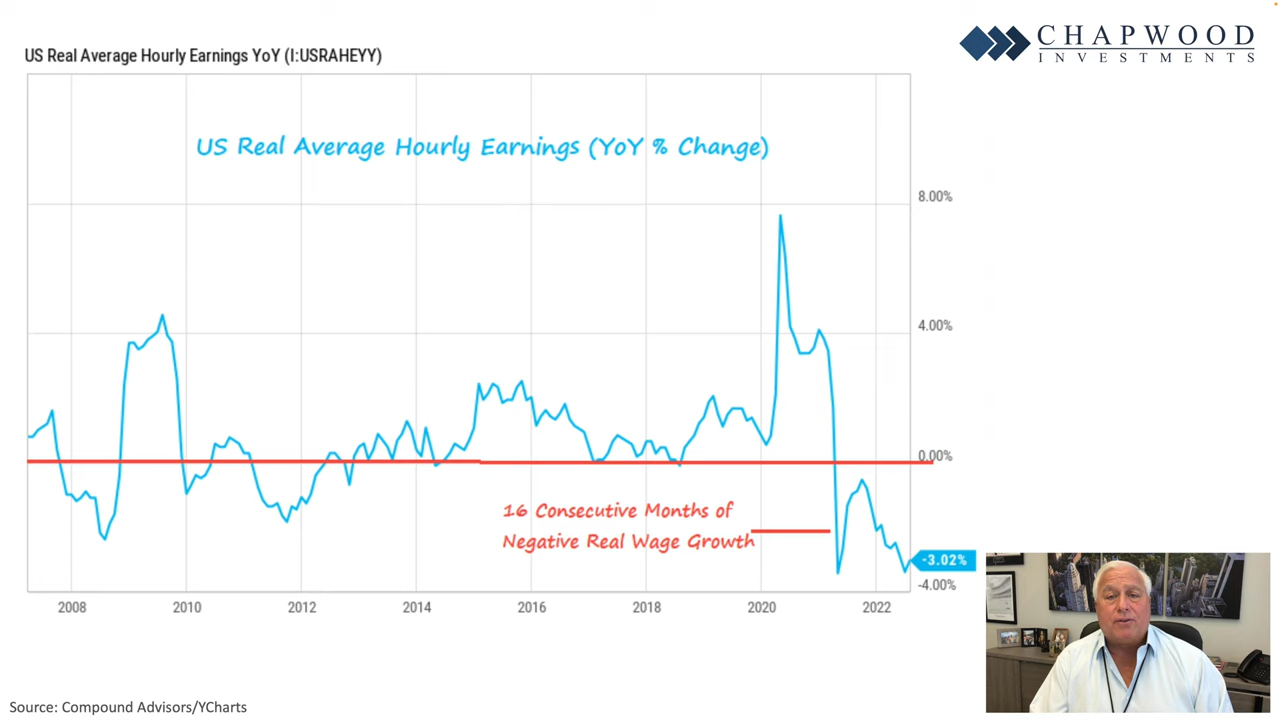 CHAPWOOD
INVESTMENTS
US Real Average Hourly Earnings YoY (I:USRAHEYY)
US Real Average Hourly Earnings (YoY % Change)
8.00%
4.00%
0.00%
16 Consecutive Months of
Negative Real Wage Growth
-3.02%
-4.00%
2008 2010 2012 2014 2016 2018 2020 2022
Source: Compound Advisors/YCharts